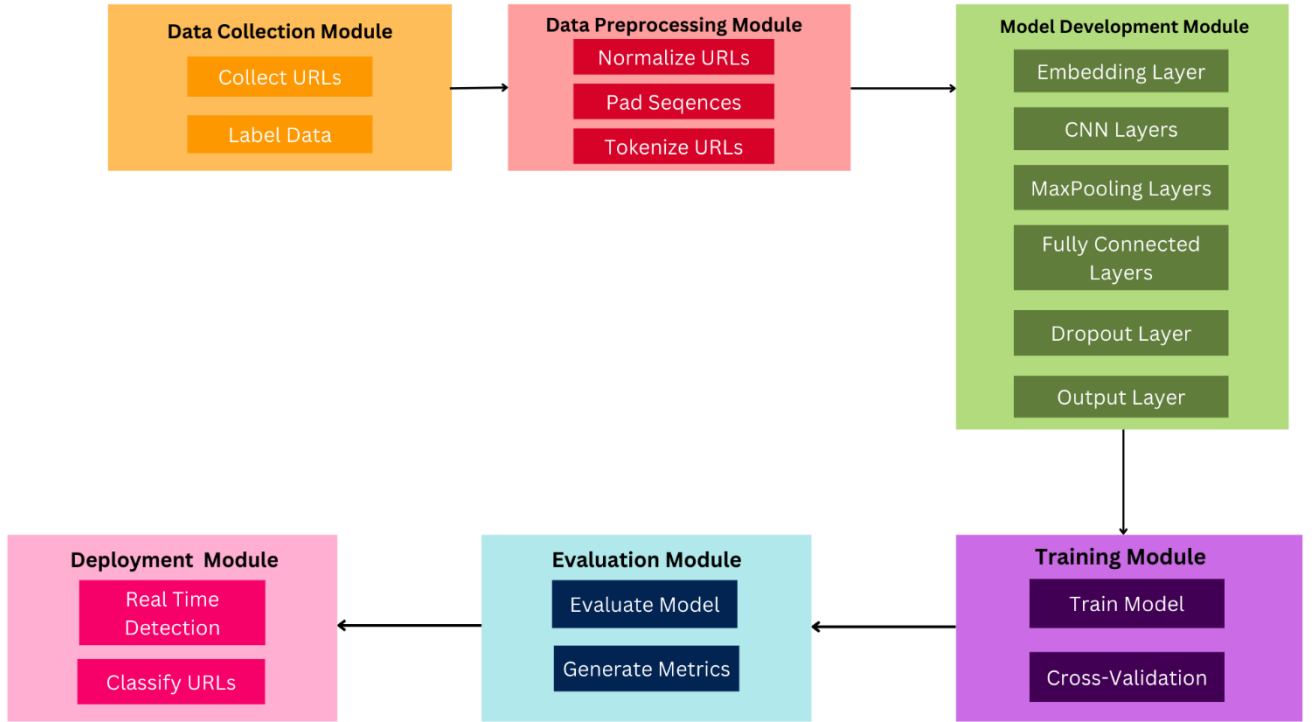 Data Collection Module
Collect URLs
Label Data
Data Preprocessing Module
Normalize URLs
Pad Seqences
Tokenize URLs
Model Development Module
Embedding Layer
CNN Layers
MaxPooling Layers
Fully Connected
Layers
Dropout Layer
Output Layer
Training Module
Train Model
Cross-Validation
Evaluation Module
Evaluate Model
Generate Metrics
Deployment Module
Real Time
Detection
Classify URLs